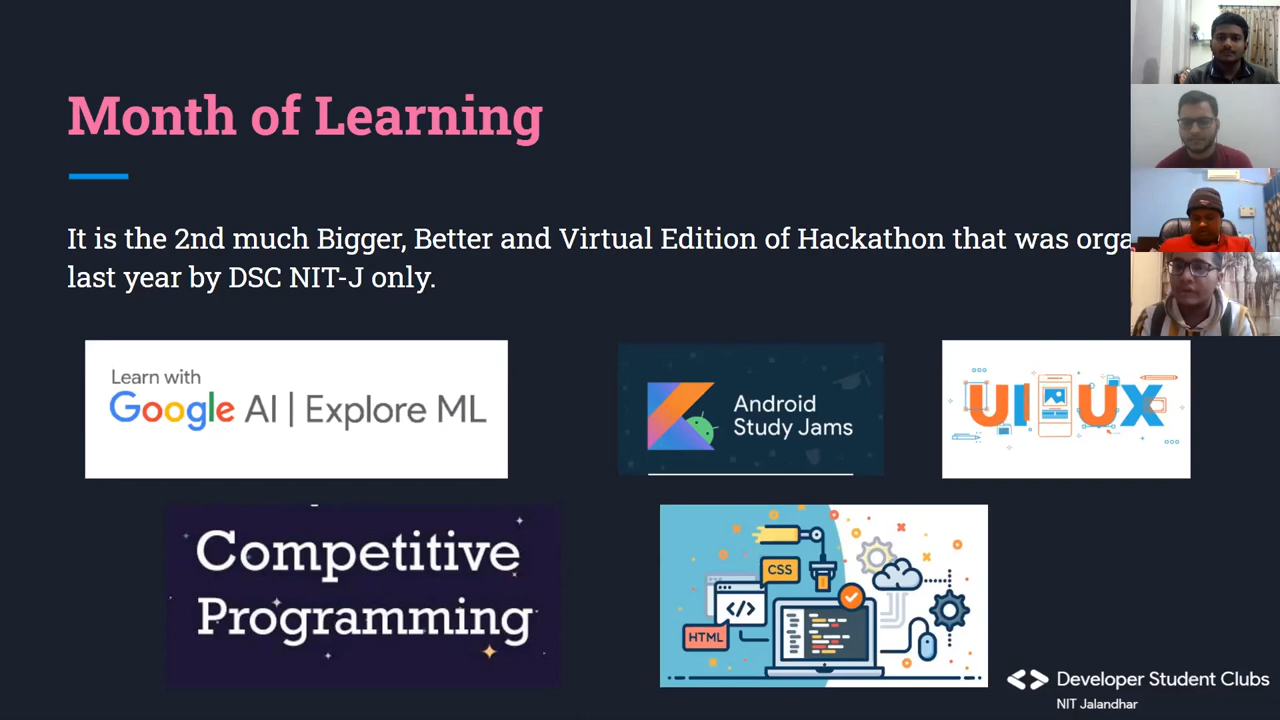 Month of Learning
It is the 2nd much Bigger, Better and Virtual Edition of Hackathon that was orga
last year by DSC NIT-J only.
Learn with
Google AI | Explore ML
Android
Study Jams
UI UX
Competitive
Programming
CSS
</>
HTML
Developer Student Clubs
NIT Jalandhar